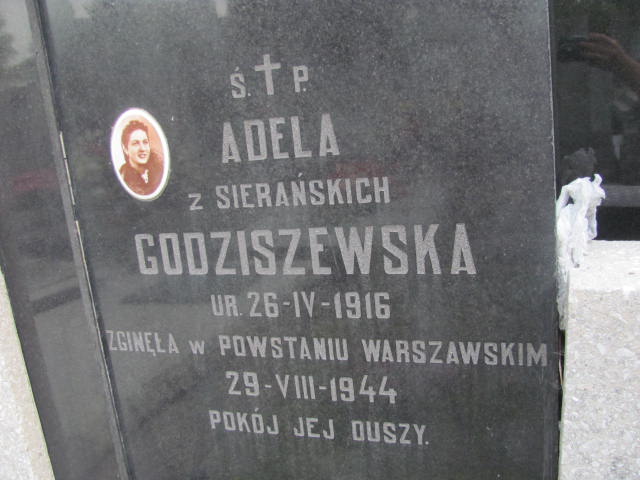 Ś. P.
ADELA
z SIERAŃSKICH
GODZISZEWSKA
UR. 26-IV-1916
ZGINĘŁA w POWSTANIU WARSZAWSKIM
29-VIII-1944
POKÓJ JEJ DUSZY.